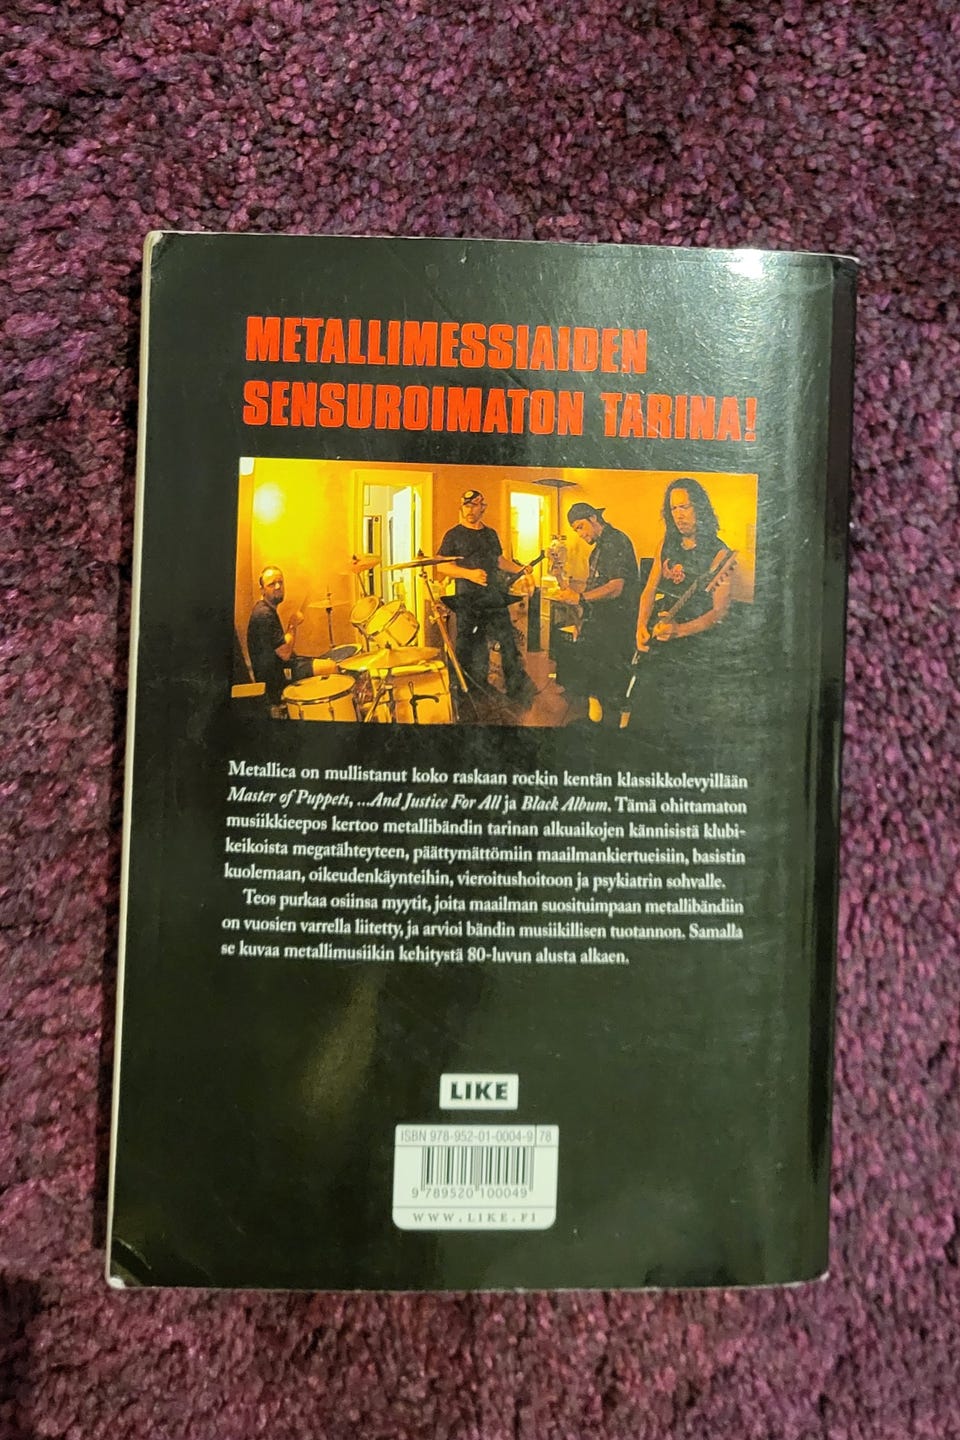 METALLIMESSIAIDEN
SENSUROIMATON TARINA!
Metallica on mullistanut koko raskaan rockin kentän klassikkolevyillään
Master of Puppets, ...And Justice For All ja Black Album. Tämä ohittamaton
musiikkieepos kertoo metallibändin tarinan alkuaikojen kännisistä klubi-
keikoista megatähteyteen, päättymättömiin maailmankiertueisiin, basistin
kuolemaan, oikeudenkäynteihin, vieroitushoitoon ja psykiatrin sohvalle.
Teos purkaa osiinsa myytit, joita maailman suosituimpaan metallibändiin
on vuosien varrella liitetty, ja arvioi bändin musiikillisen tuotannon. Samalla
se kuvaa metallimusiikin kehitystä 80-luvun alusta alkaen.
LIKE
ISBN 978-952-01-0004-9 78
9 789520 100049
WWW.LIKE.FI